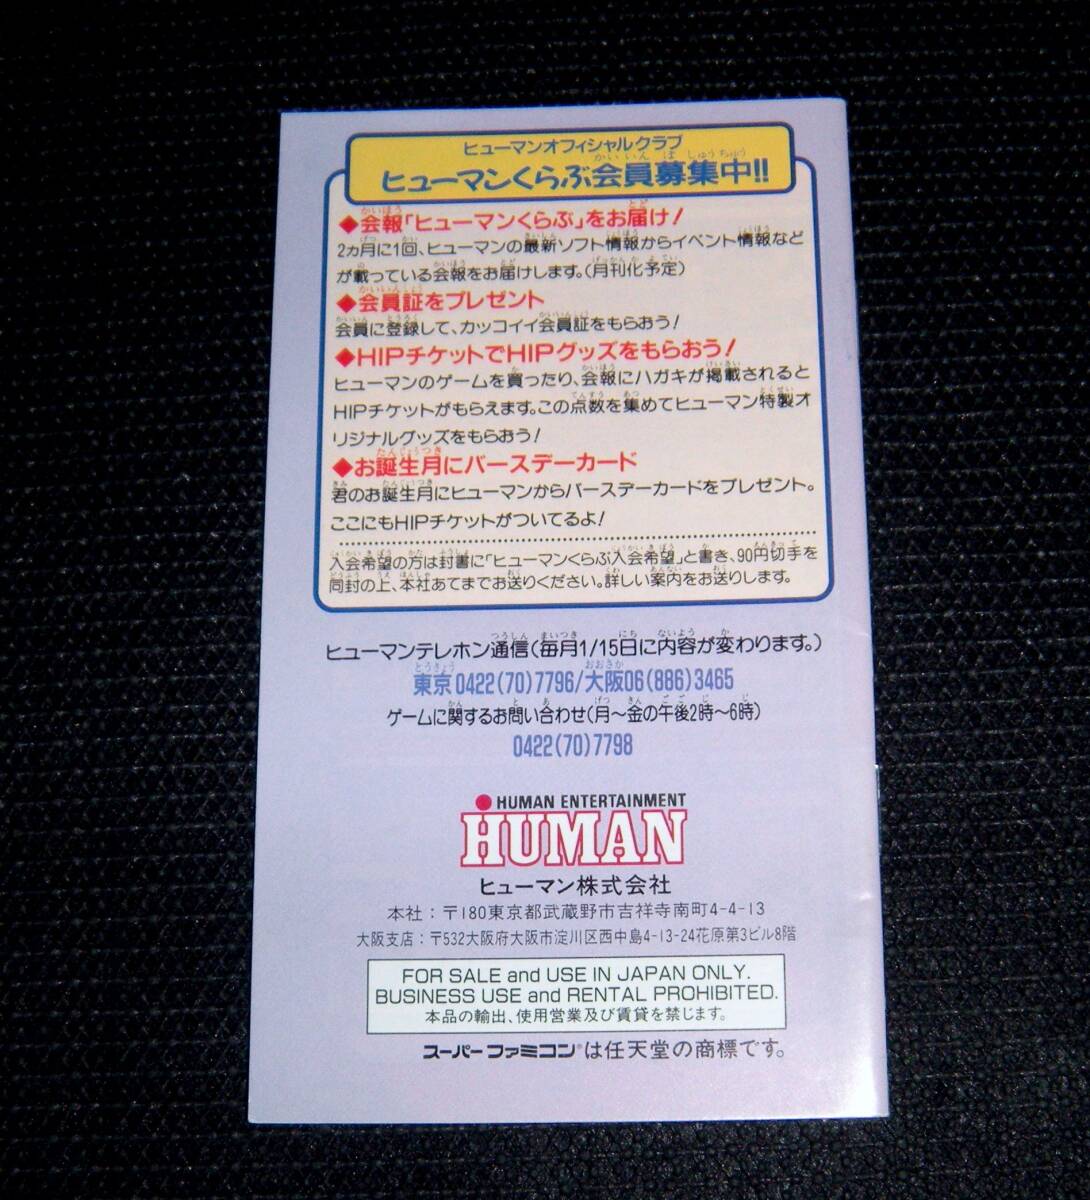 ヒューマンオフィシャルクラブ
ヒューマンくらぶ会員募集中!!
◆会報「ヒューマンくらぶ」をお届け!
2ヵ月に1回、ヒューマンの最新ソフト情報からイベント情報など
が載っている会報をお届けします。(月刊化予定)
◆会員証をプレゼント
会員に登録して、カッコイイ会員証をもらおう!
◆HIPチケットでHIPグッズをもらおう!
ヒューマンのゲームを買ったり、会報にハガキが掲載されると
HIPチケットがもらえます。この点数を集めてヒューマン特製オ
リジナルグッズをもらおう!
◆お誕生月にバースデーカード
君のお誕生月にヒューマンからバースデーカードをプレゼント。
ここにもHIPチケットがついてるよ!
入会希望の方は封書に「ヒューマンくらぶ入会希望」と書き、90円切手を
同封の上、本社あてまでお送りください。詳しい案内をお送りします。
ヒューマンテレホン通信(毎月1/15日に内容が変わります。)
東京0422(70)7796/大阪06(886)3465
ゲームに関するお問い合わせ(月〜金の午後2時〜6時)
0422(70)7798
HUMAN ENTERTAINMENT
HUMAN
ヒューマン株式会社
本社:〒180東京都武蔵野市吉祥寺南町4-4-13
大阪支店:〒532大阪府大阪市淀川区西中島4-13-24花原第3ビル8階
FOR SALE and USE IN JAPAN ONLY.
BUSINESS USE and RENTAL PROHIBITED.
本品の輸出、使用営業及び賃貸を禁じます。
スーパーファミコン®は任天堂の商標です。